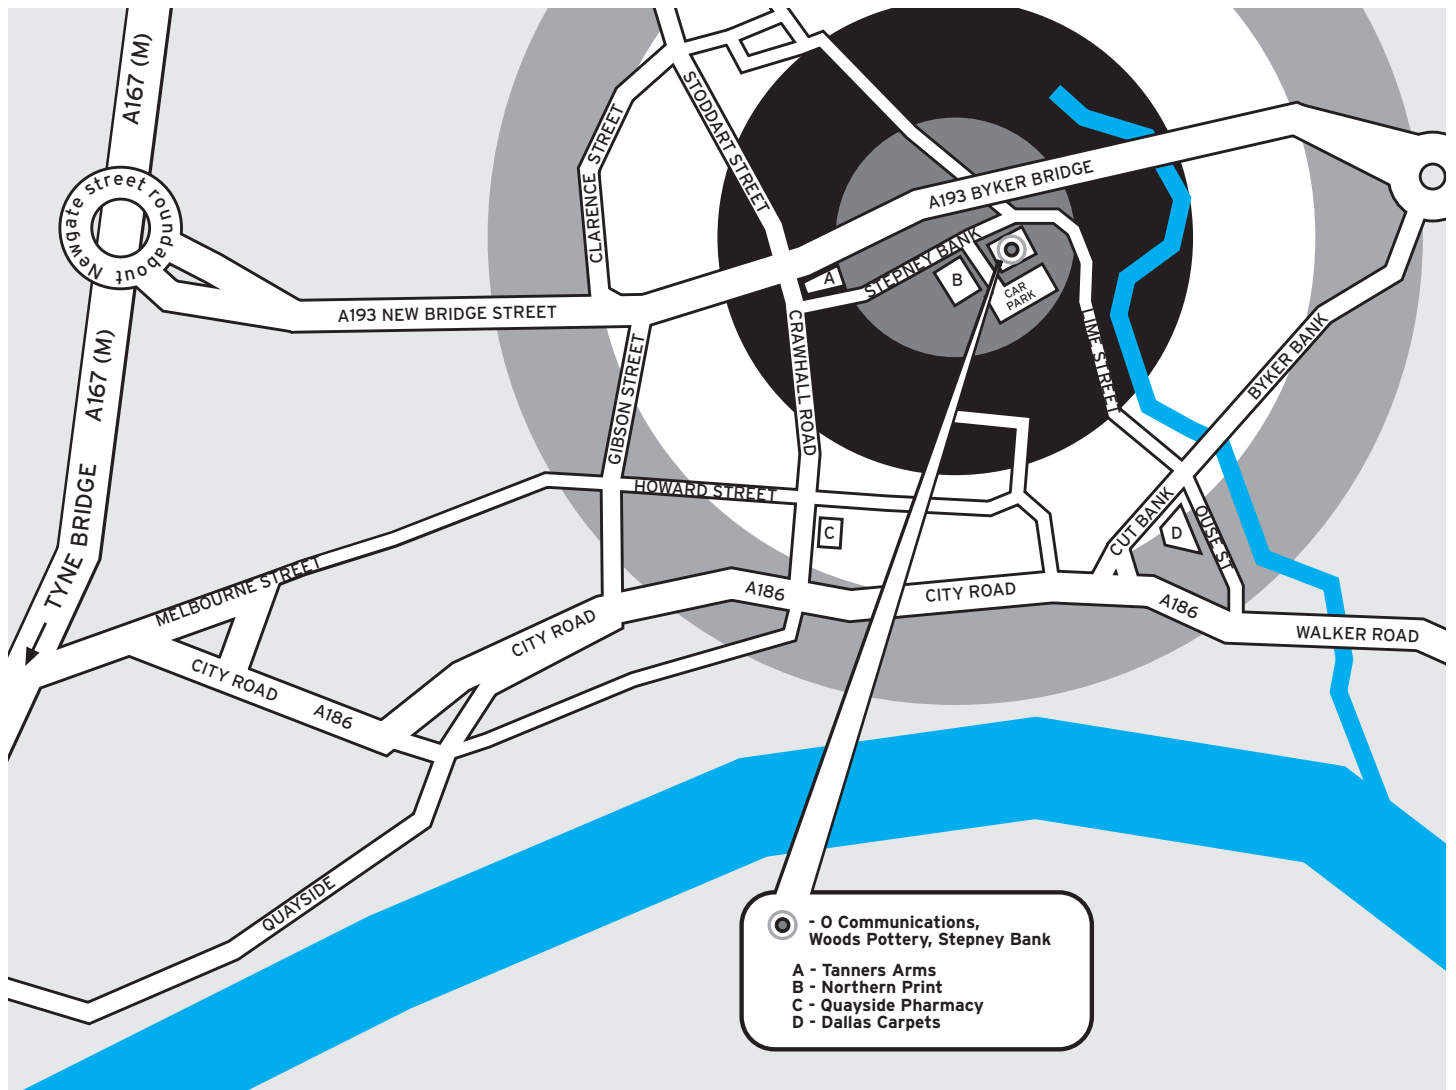 A167 (M)
Newgate street roundabout
A167 (M)
TYNE BRIDGE
CLARENCE STREET
STODDART STREET
A193 BYKER BRIDGE
STEPNEY BANK
A
B
CAR
PARK
A193 NEW BRIDGE STREET
GIBSON STREET
CRAWHALL ROAD
LIME STREET
BYKER BANK
HOWARD STREET
C
CUT BANK
D
OUSE ST
MELBOURNE STREET
CITY ROAD
A186
CITY ROAD
A186
CITY ROAD
A186
WALKER ROAD
QUAYSIDE
- O Communications,
Woods Pottery, Stepney Bank
A - Tanners Arms
B - Northern Print
C - Quayside Pharmacy
D - Dallas Carpets